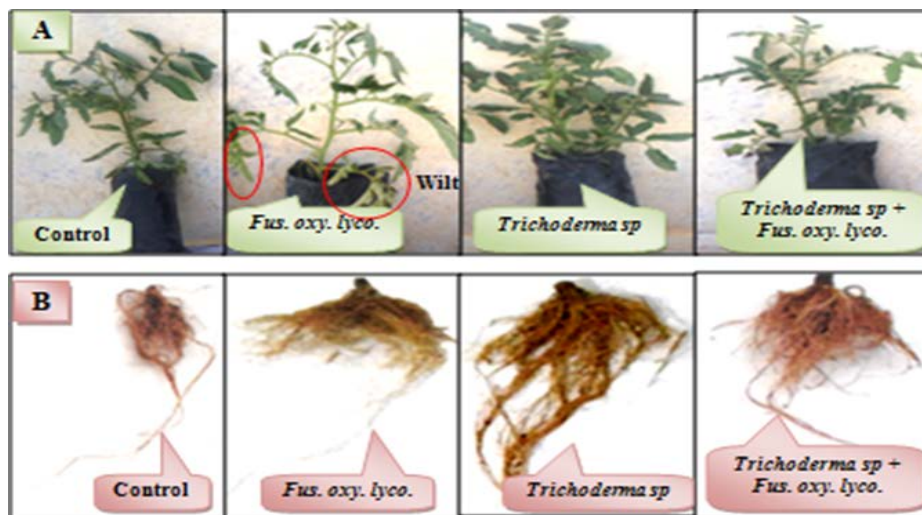 A
Control
Fus. oxy. lyco.
Wilt
Trichoderma sp
Trichoderma sp +
Fus. oxy. lyco.
B
Control
Fus. oxy. lyco.
Trichoderma sp
Trichoderma sp +
Fus. oxy. lyco.